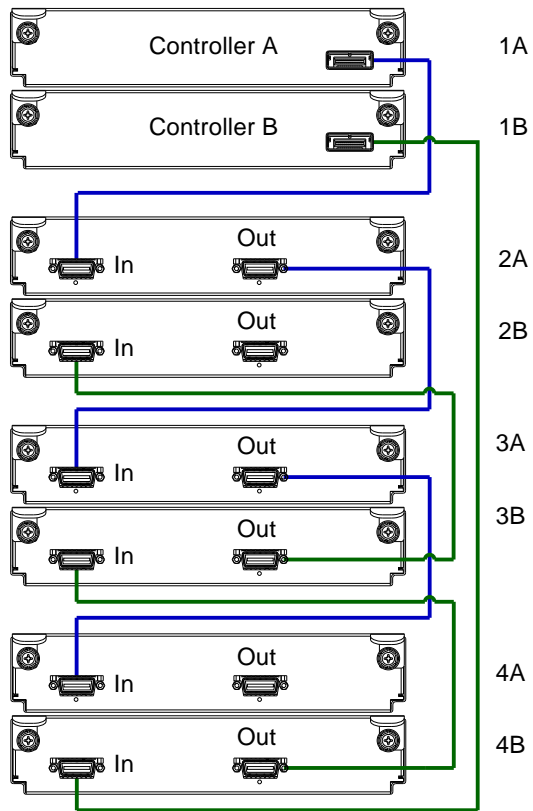 Controller A
1A
Controller B
1B
Out
In
2A
Out
In
2B
Out
In
3A
Out
In
3B
Out
In
4A
Out
In
4B